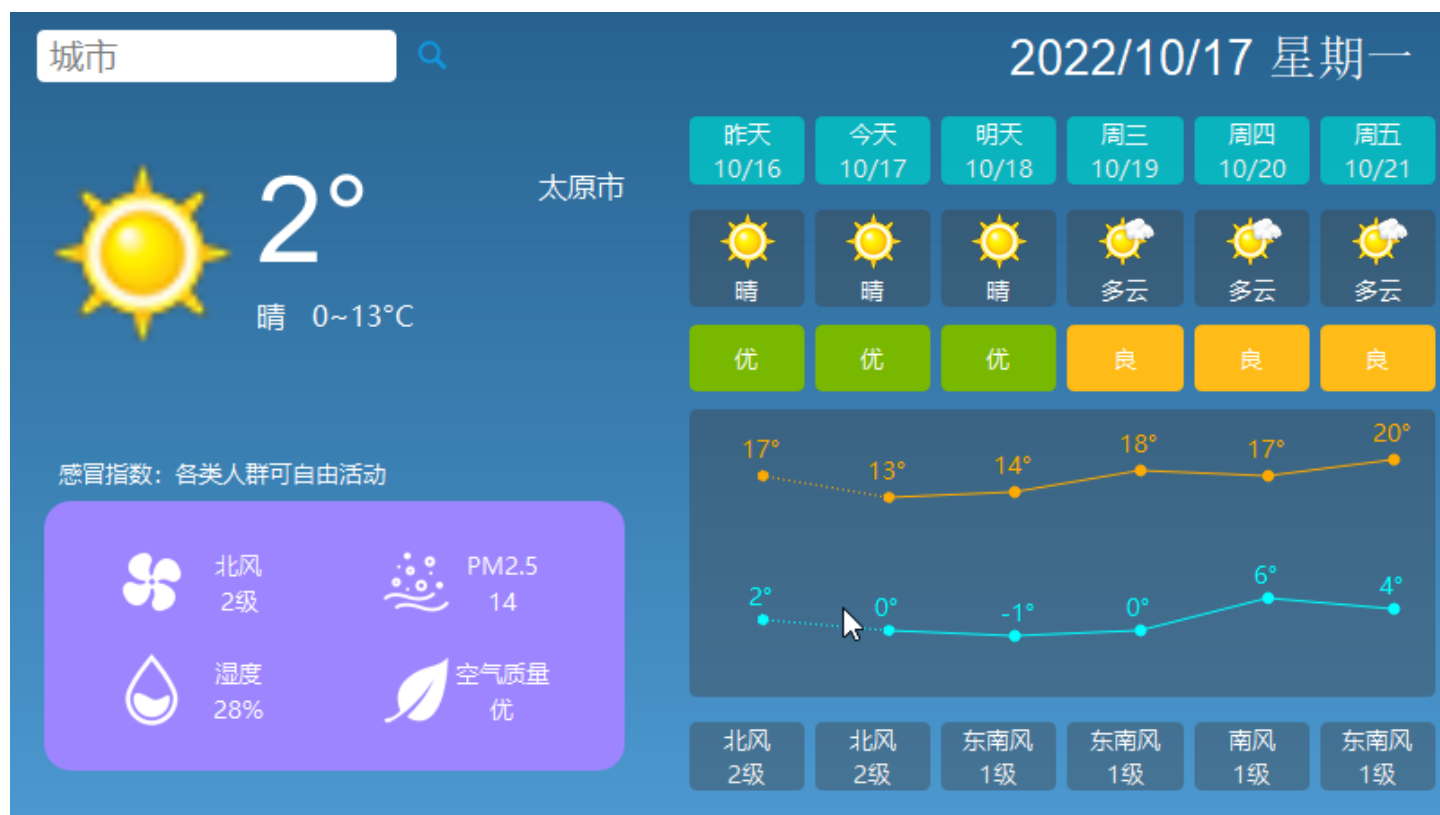 城市
2022/10/17 星期一
2°
太原市
晴 0~13°C
感冒指数：各类人群可自由活动
北风
2级
PM2.5
14
湿度
28%
空气质量
优
昨天 今天 明天 周三 周四 周五
10/16 10/17 10/18 10/19 10/20 10/21
晴 晴 晴 多云 多云 多云
优 优 优 良 良 良
17° 13° 14° 18° 17° 20°
2° 0° -1° 0° 6° 4°
北风 北风 东南风 东南风 南风 东南风
2级 2级 1级 1级 1级 1级